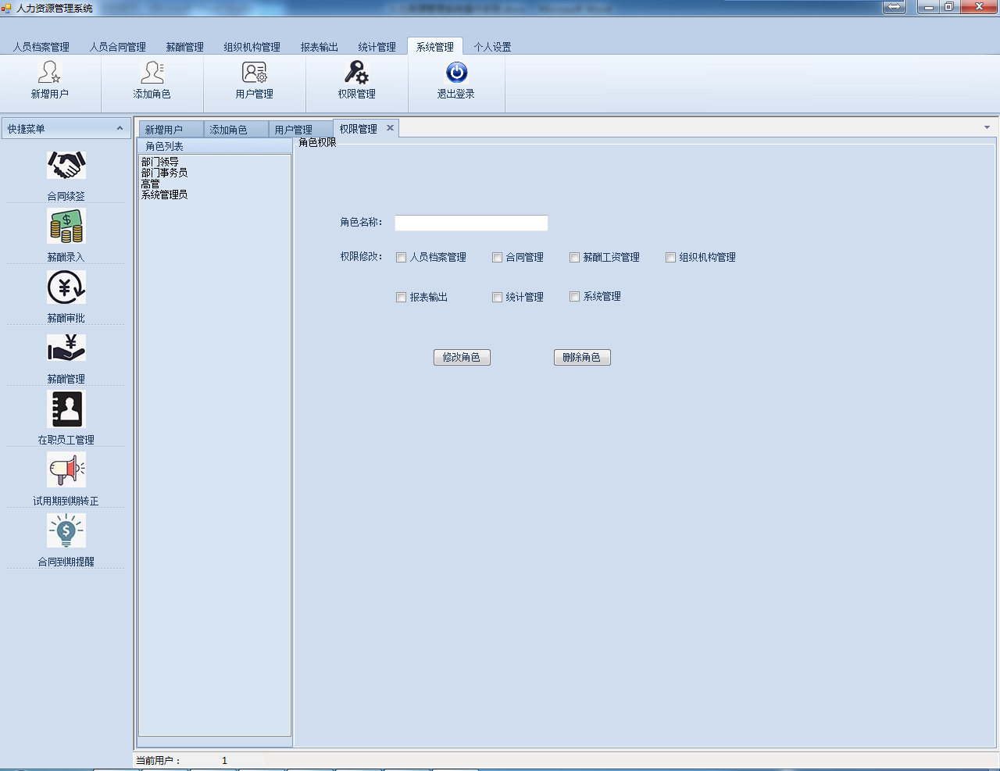 人力资源管理系统
人员档案管理 人员合同管理 薪酬管理 组织机构管理 报表输出 统计管理 系统管理 个人设置
新增用户 添加角色 用户管理 权限管理 退出登录
快捷菜单
合同续签
薪酬录入
薪酬审批
薪酬管理
在职员工管理
试用期到期转正
合同到期提醒
新增用户 添加角色 用户管理 权限管理
角色列表
部门领导
部门事务员
高管
系统管理员
角色权限
角色名称：
权限修改： 人员档案管理 合同管理 薪酬工资管理 组织机构管理
报表输出 统计管理 系统管理
修改角色 删除角色
当前用户： 1